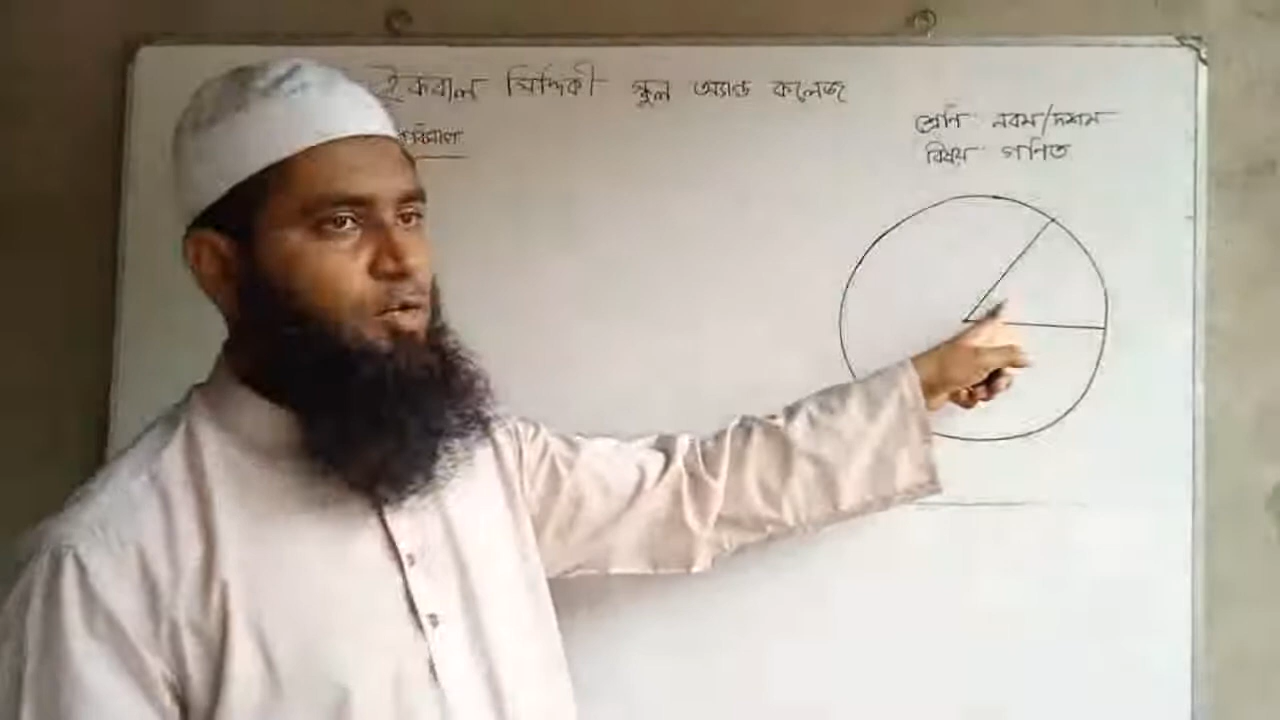 ইকবাল সিদ্দিকী স্কুল অ্যান্ড কলেজ
শ্রেণি নবম/দশম
বিষয় গণিত